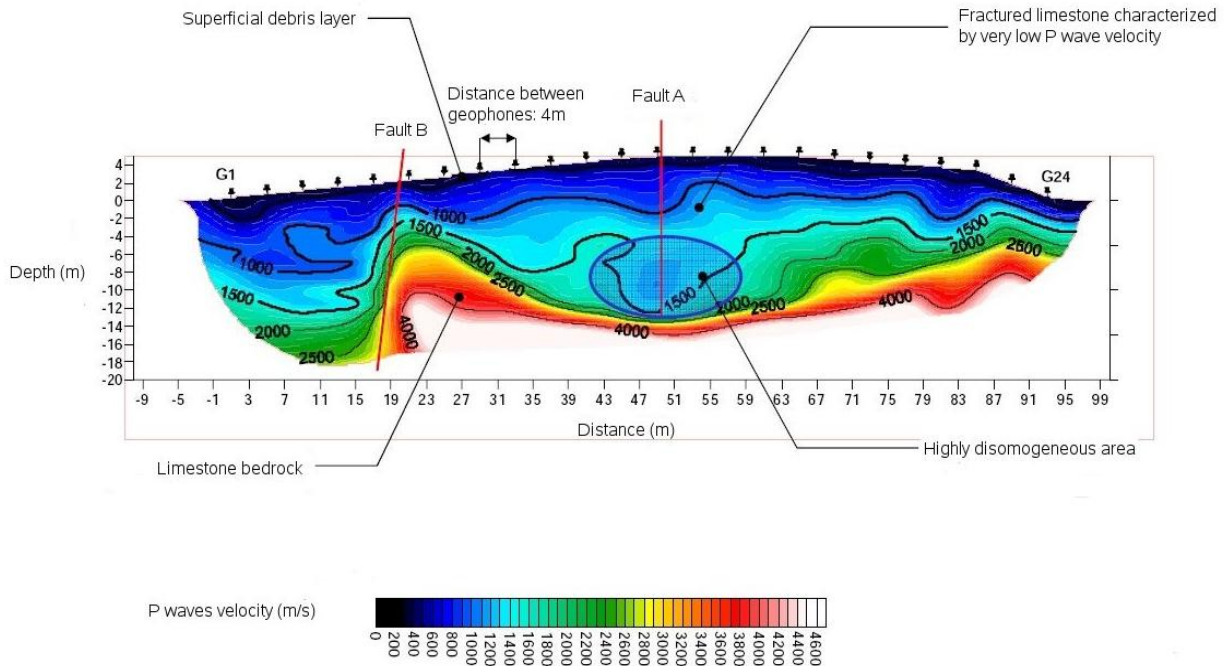 Superficial debris layer
Fractured limestone characterized
by very low P wave velocity
Distance between
geophones: 4m
Fault A
Fault B
G1
G24
4
2
0
-2
-4
-6
-8
-10
-12
-14
-16
-18
-20
Depth (m)
1000
1500
2000
2500
1000
1500
2000
2500
4000
1500
4000
2000
2500
4000
1500
2000
2500
-9 -5 -1 3 7 11 15 19 23 27 31 35 39 43 47 51 55 59 63 67 71 75 79 83 87 91 95 99
Distance (m)
Limestone bedrock
Highly disomogeneous area
P waves velocity (m/s)
0 200 400 600 800 1000 1200 1400 1600 1800 2000 2200 2400 2600 2800 3000 3200 3400 3600 3800 4000 4200 4400 4600